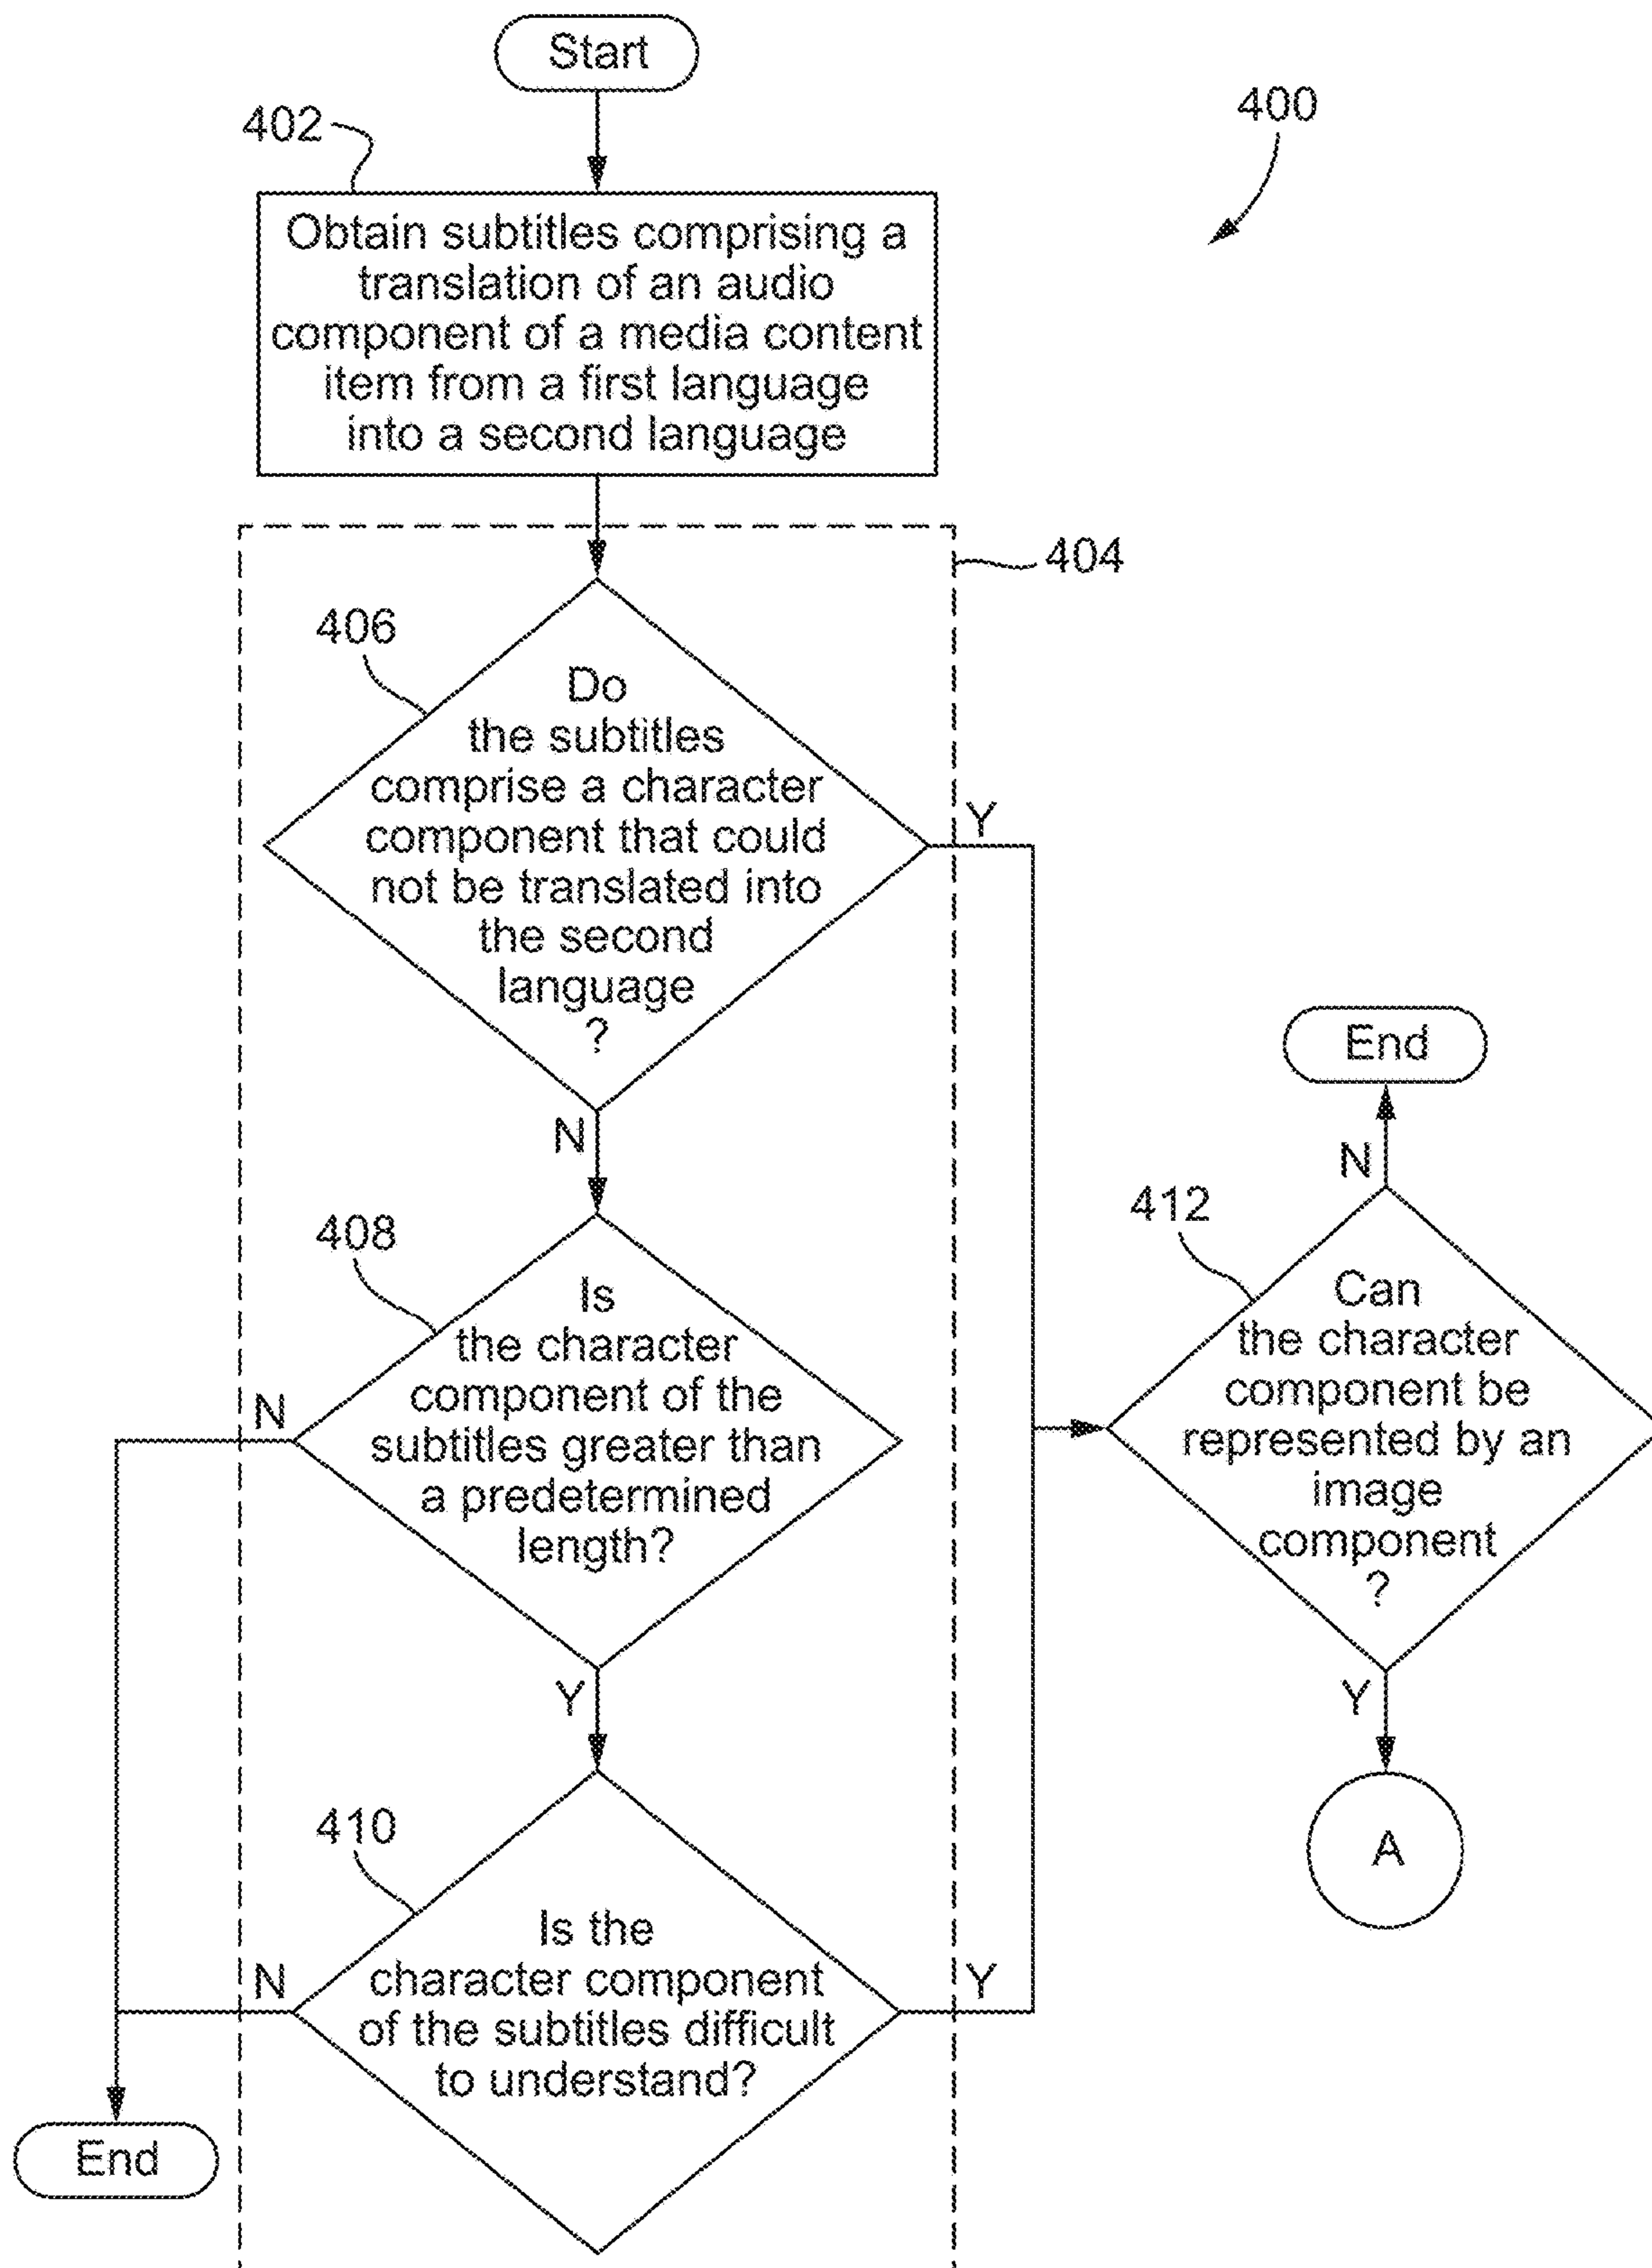 Start
400
402
Obtain subtitles comprising a
translation of an audio
component of a media content
item from a first language
into a second language
404
406
Do
the subtitles
comprise a character
component that could
not be translated into
the second
language
?
Y
N
End
N
412
Can
the character
component be
represented by an
image
component
?
Y
A
408
Is
the character
component of the
subtitles greater than
a predetermined
length?
N
Y
410
Is the
character component
of the subtitles difficult
to understand?
N
Y
End